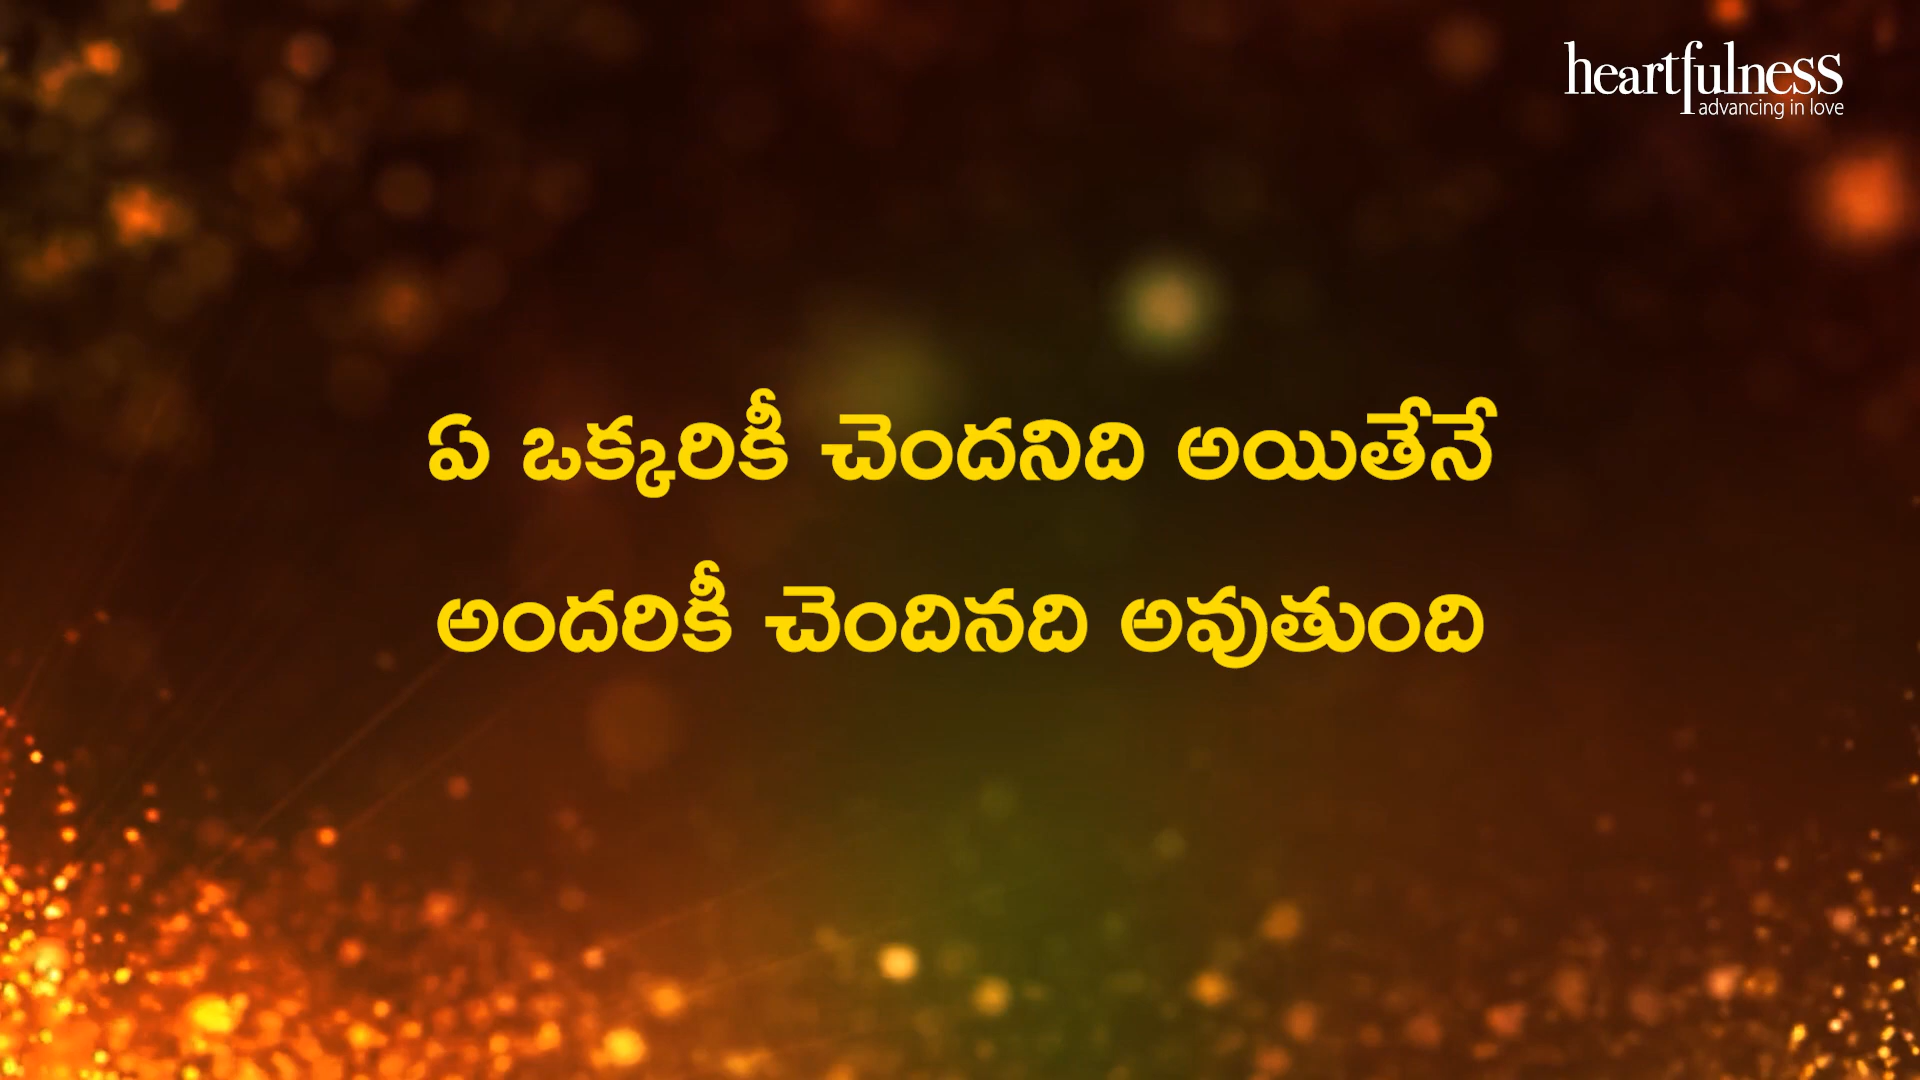 heartfulness
advancing in love
ఏ ఒక్కరికీ చెందనిది అయితేనే
అందరికీ చెందినది అవుతుంది